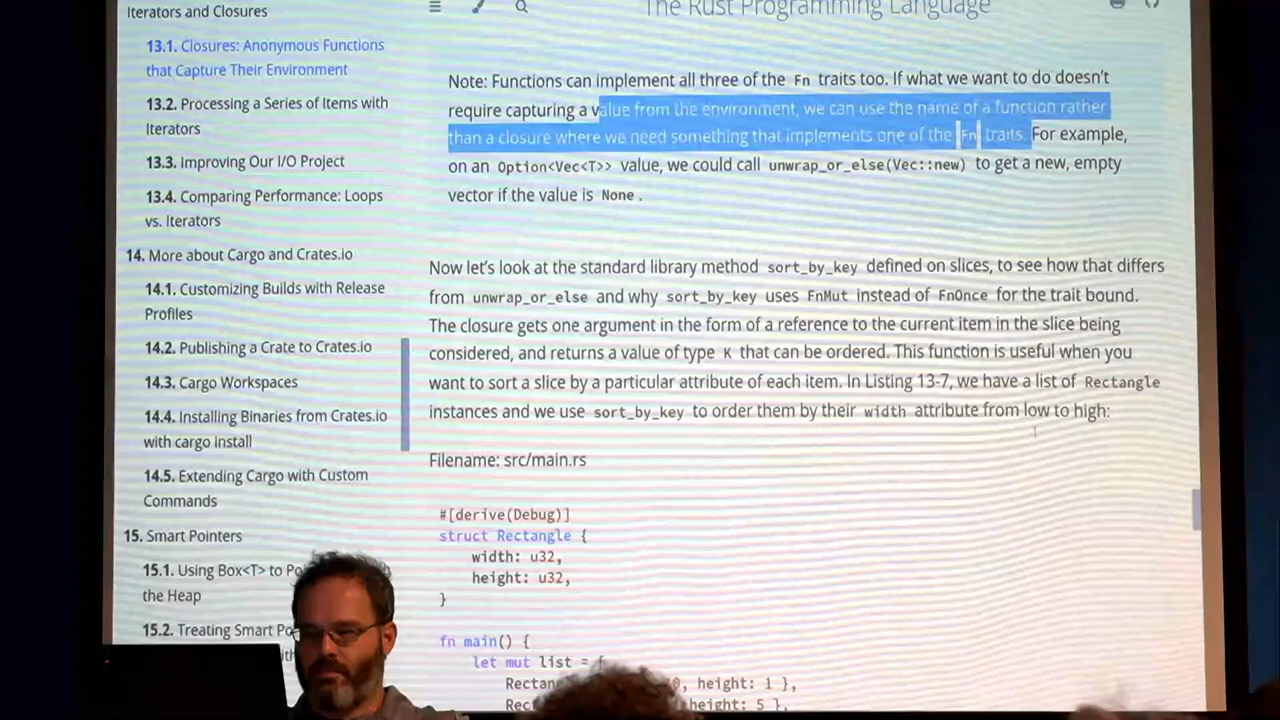 Iterators and Closures
13.1. Closures: Anonymous Functions
that Capture Their Environment
13.2. Processing a Series of Items with
Iterators
13.3. Improving Our I/O Project
13.4. Comparing Performance: Loops
vs. Iterators
14. More about Cargo and Crates.io
14.1. Customizing Builds with Release
Profiles
14.2. Publishing a Crate to Crates.io
14.3. Cargo Workspaces
14.4. Installing Binaries from Crates.io
with cargo install
14.5. Extending Cargo with Custom
Commands
15. Smart Pointers
15.1. Using Box<T> to
the Heap
15.2. Treating Smart
The Rust Programming Language
Note: Functions can implement all three of the Fn traits too. If what we want to do doesn't
require capturing a value from the environment, we can use the name of a function rather
than a closure where we need something that implements one of the Fn traits. For example,
on an Option<Vec<T>> value, we could call unwrap_or_else(Vec::new) to get a new, empty
vector if the value is None.
Now let's look at the standard library method sort_by_key defined on slices, to see how that differs
from unwrap_or_else and why sort_by_key uses FnMut instead of FnOnce for the trait bound.
The closure gets one argument in the form of a reference to the current item in the slice being
considered, and returns a value of type K that can be ordered. This function is useful when you
want to sort a slice by a particular attribute of each item. In Listing 13-7, we have a list of Rectangle
instances and we use sort_by_key to order them by their width attribute from low to high:
Filename: src/main.rs
#[derive(Debug)]
struct Rectangle {
width: u32,
height: u32,
}
fn main() {
let mut list = [
0, height: 1 },
height: 5 },